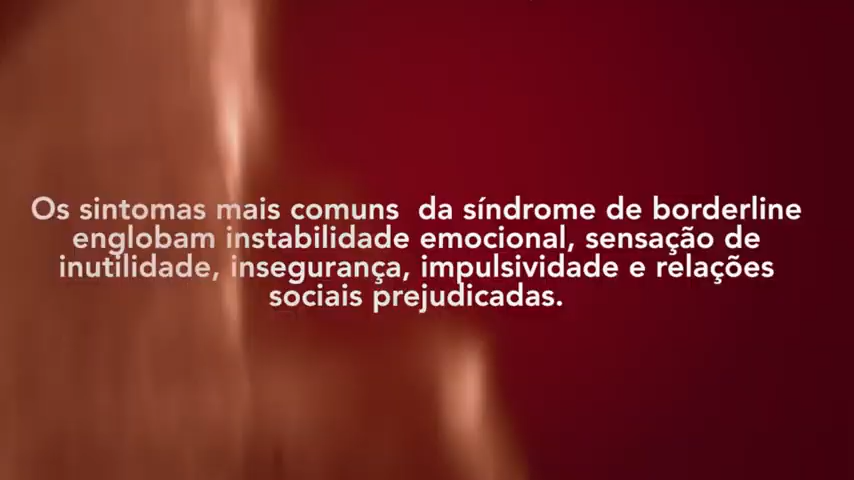 Os sintomas mais comuns  da síndrome de borderline
englobam instabilidade emocional, sensação de
inutilidade, insegurança, impulsividade e relações
sociais prejudicadas.